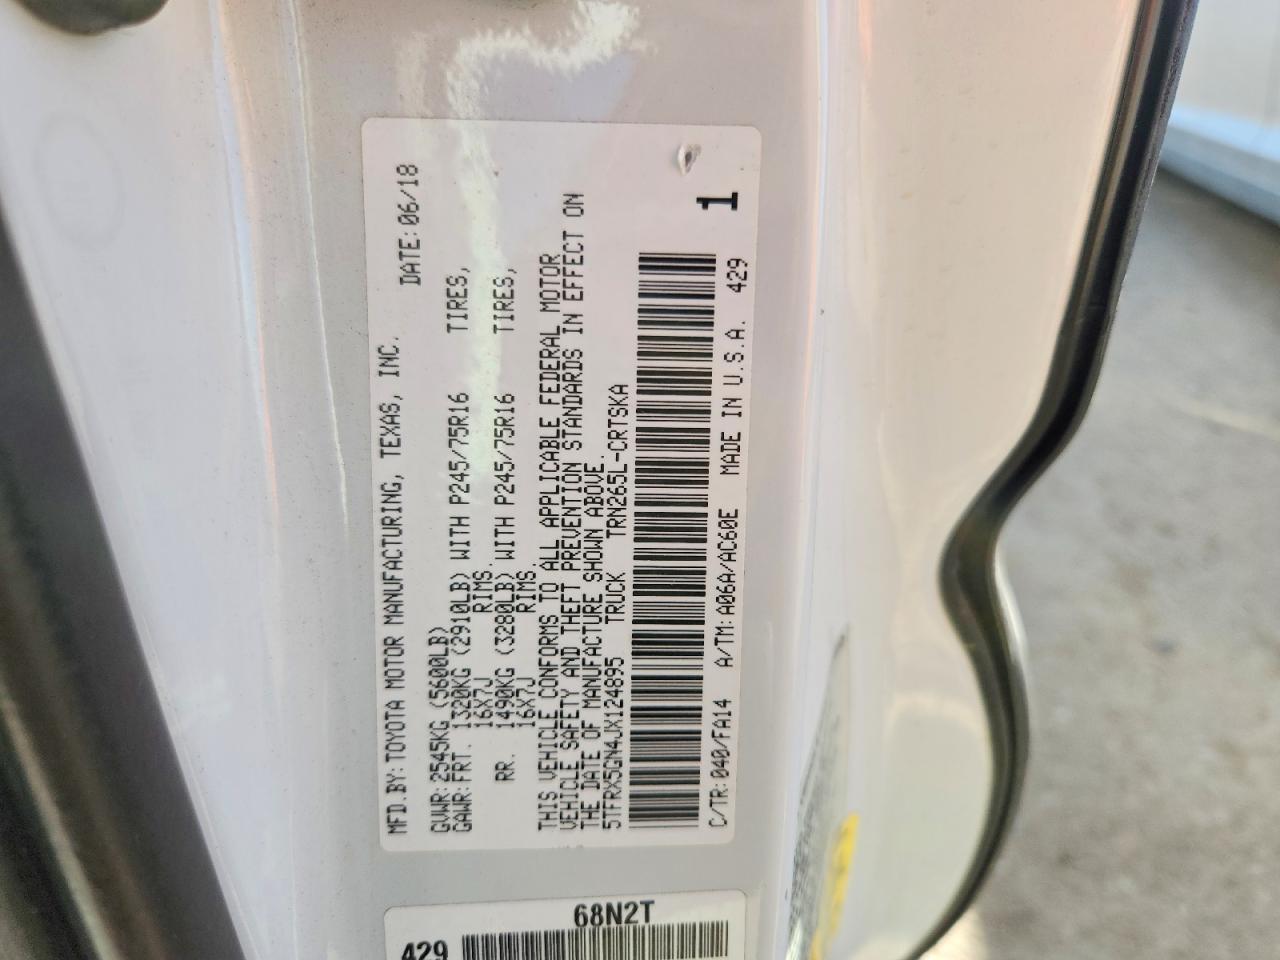 MFD.BY:TOYOTA MOTOR MANUFACTURING, TEXAS, INC. DATE:06/18
GVWR:2545KG(5600LB)
GAWR:FRT. 1320KG (2910LB) WITH P245/75R16 TIRES,
16X7J RIMS.
RR. 1490KG (3280LB) WITH P245/75R16 TIRES,
16X7J RIMS
THIS VEHICLE CONFORMS TO ALL APPLICABLE FEDERAL MOTOR
VEHICLE SAFETY AND THEFT PREVENTION STANDARDS IN EFFECT ON
THE DATE OF MANUFACTURE SHOWN ABOVE.
5TFRX5GN4JX124895 TRUCK TRN265L-CRTSKA
1
C/TR:040/FA14 A/TM:A06A/AC60E MADE IN U.S.A. 429
68N2T
429